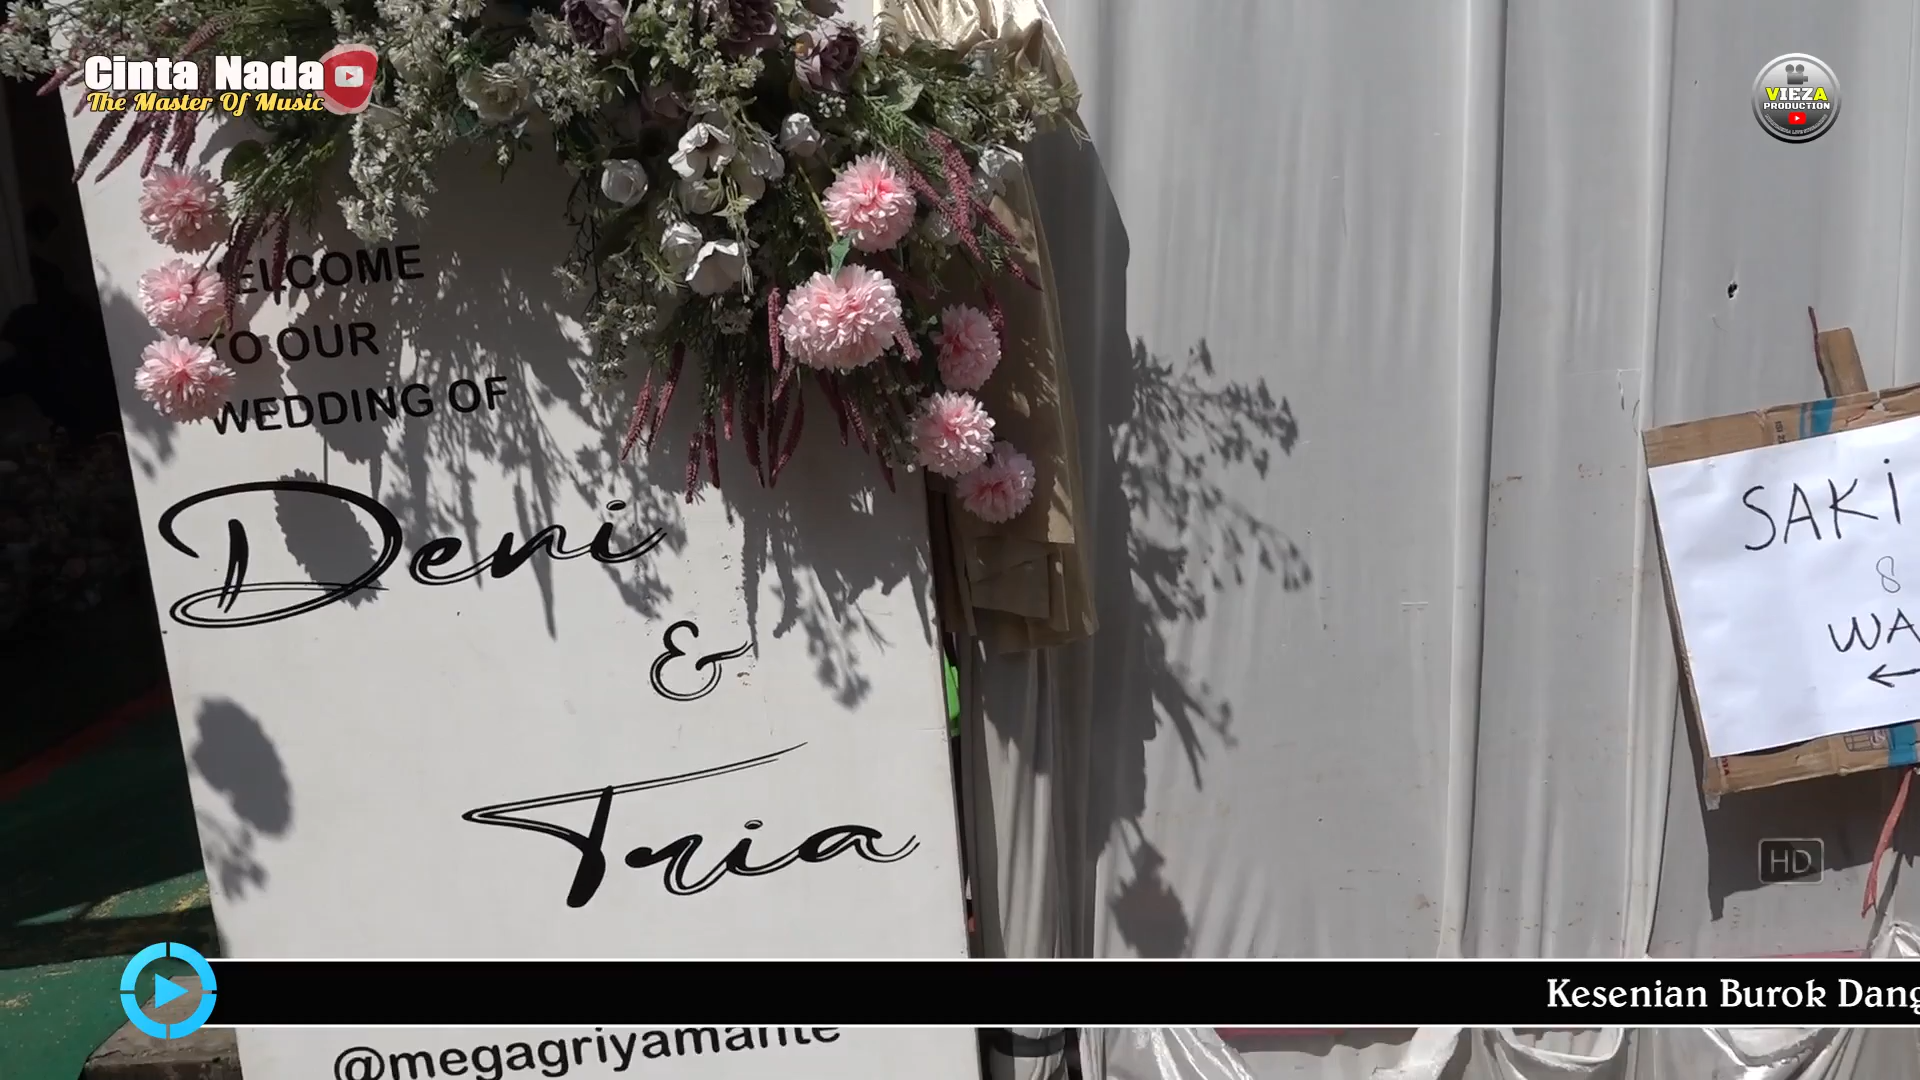 Cinta Nada
The Master Of Music
VIEZA
PRODUCTION
WELCOME
TO OUR
WEDDING OF
Deni
&
Tria
@megagriyamante
SAKI
8
WA
←
HD
Kesenian Burok Dang